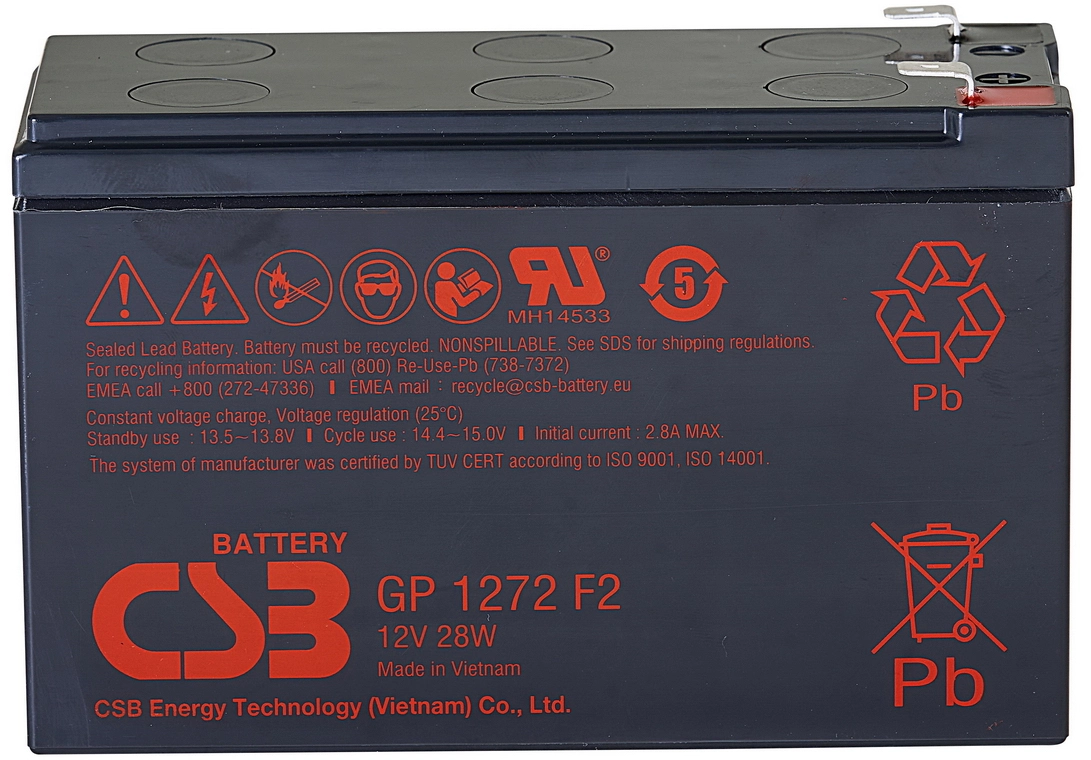 MH14533
5
Sealed Lead Battery. Battery must be recycled. NONSPILLABLE. See SDS for shipping regulations.
For recycling information: USA call (800) Re-Use-Pb (738-7372)
EMEA call +800 (272-47336) ❙ EMEA mail : recycle@csb-battery.eu
Constant voltage charge, Voltage regulation (25°C)
Standby use : 13.5~13.8V ❙ Cycle use : 14.4~15.0V ❙ Initial current : 2.8A MAX.
The system of manufacturer was certified by TUV CERT according to ISO 9001, ISO 14001.
Pb
BATTERY
CSB
GP 1272 F2
12V 28W
Made in Vietnam
CSB Energy Technology (Vietnam) Co., Ltd.
Pb